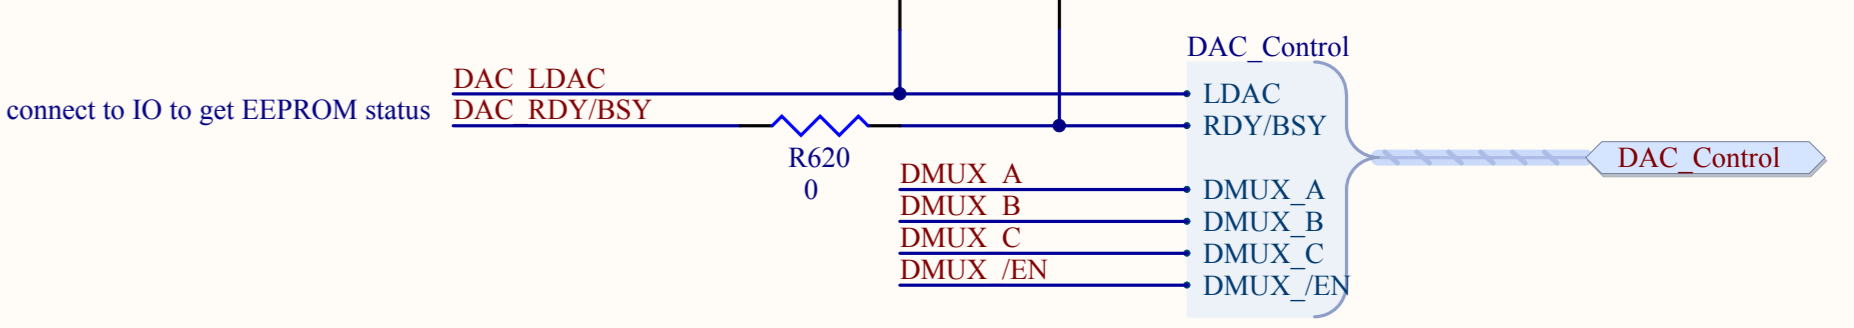 DAC_Control
DAC_LDAC
LDAC
connect to IO to get EEPROM status
DAC_RDY/BSY
RDY/BSY
R620
0
DAC_Control
DMUX_A
DMUX_A
DMUX_B
DMUX_B
DMUX_C
DMUX_C
DMUX_/EN
DMUX_/EN